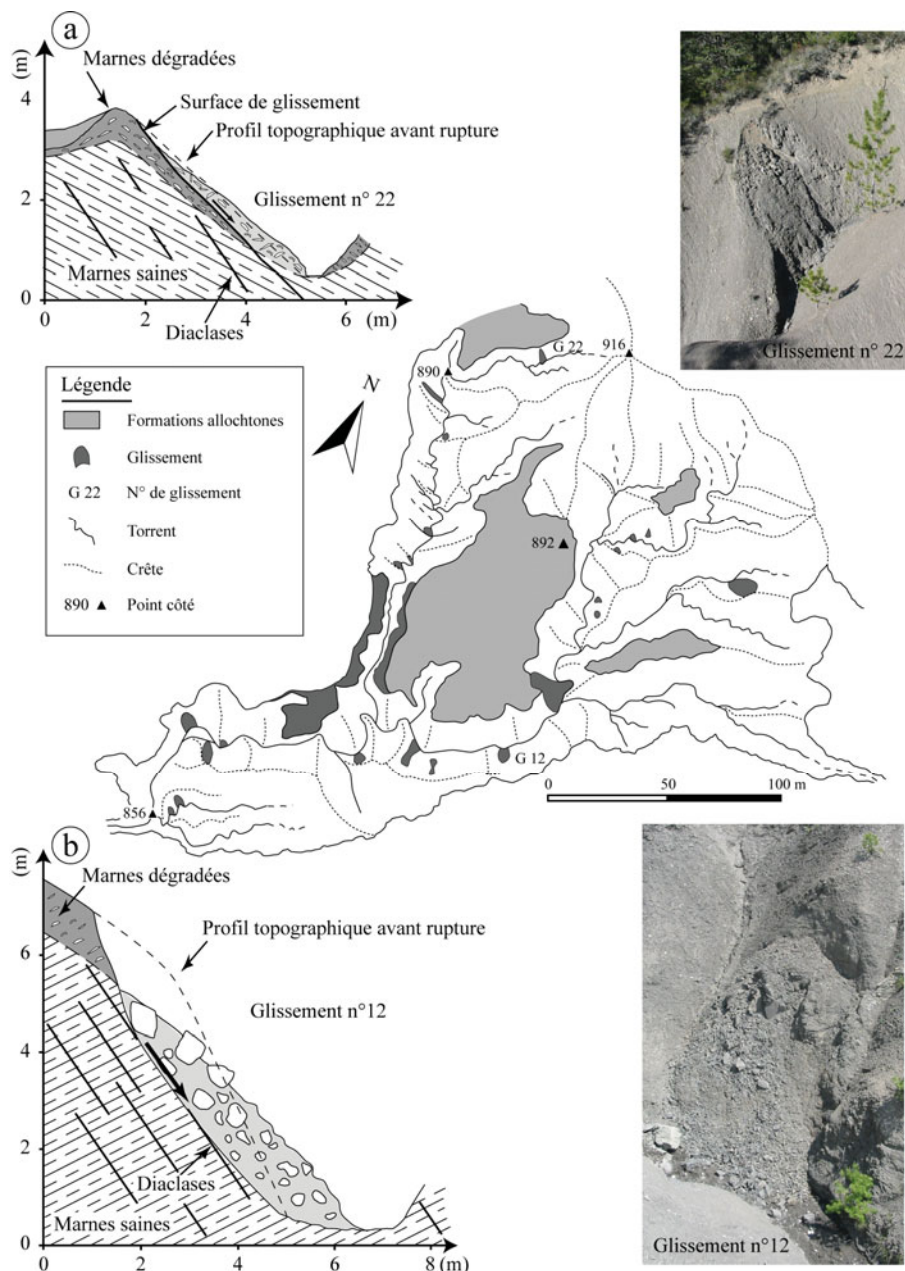 a
(m)
Marnes dégradées
4
Surface de glissement
Profil topographique avant rupture
2
Glissement n° 22
Marnes saines
0
Diaclases
0 2 4 6 (m)
Glissement n° 22
Légende
Formations allochtones
Glissement
G 22 N° de glissement
Torrent
Crête
890 Point côté
N
G 22
916
890
892
G 12
856
0 50 100 m
b
(m)
Marnes dégradées
Profil topographique avant rupture
6
Glissement n°12
4
2
Diaclases
Marnes saines
0
0 2 4 6 8 (m)
Glissement n°12